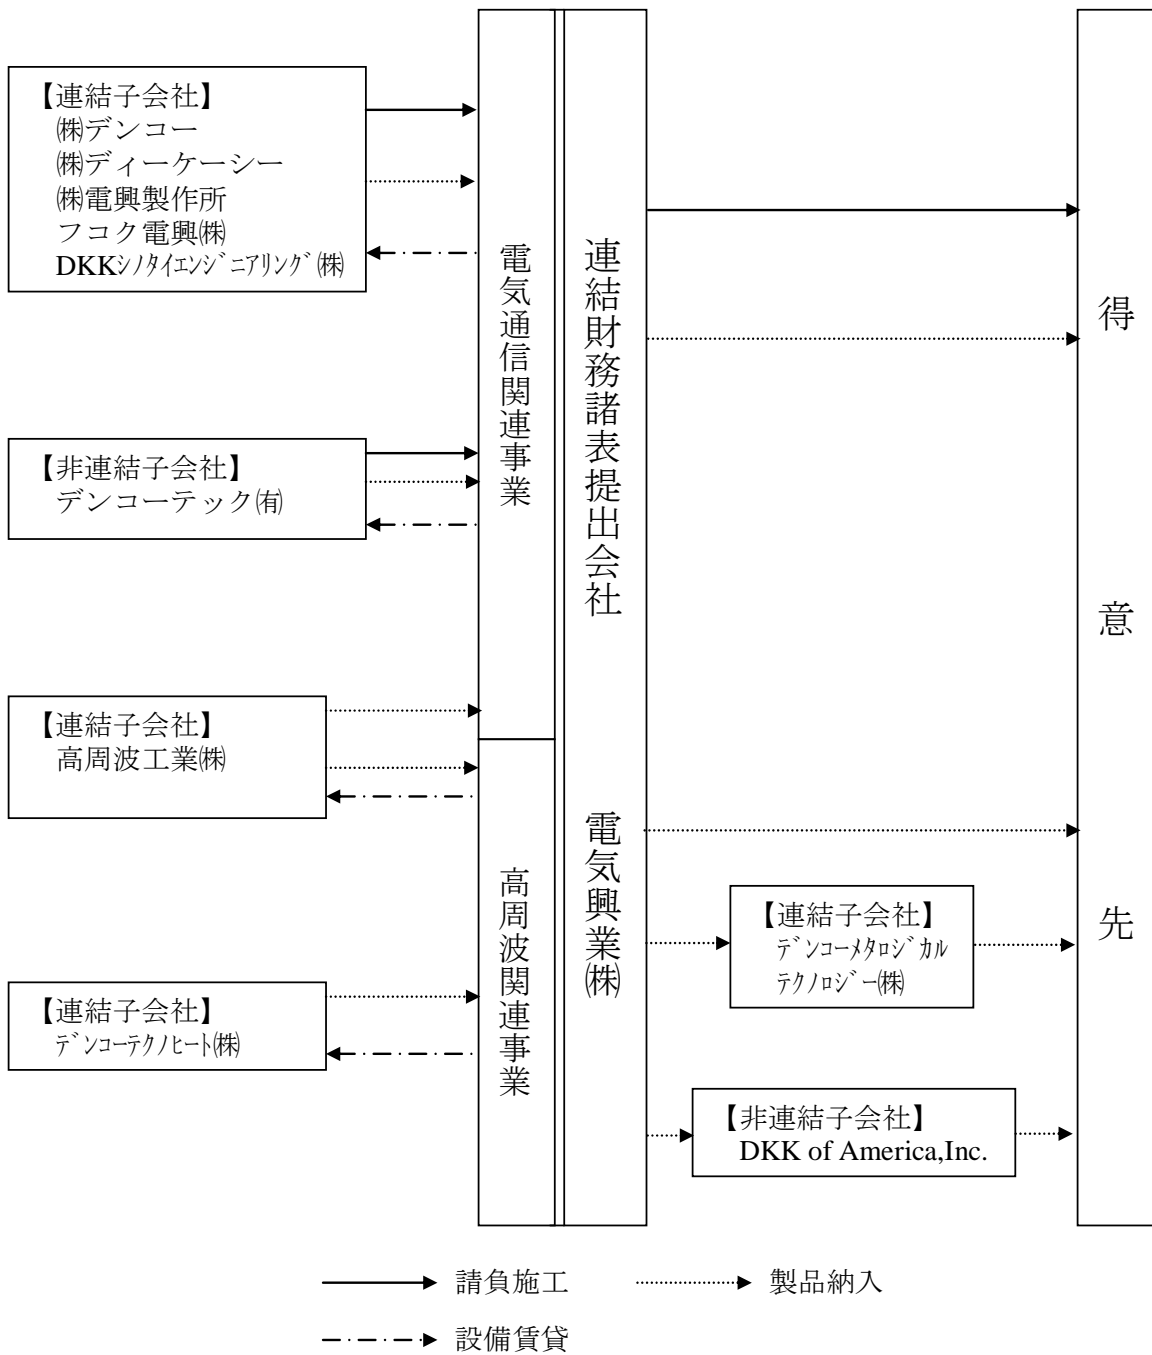 【連結子会社】
㈱デンコー
㈱ディーケーシー
㈱電興製作所
フコク電興㈱
DKKｼﾉﾀｲｴﾝｼﾞﾆｱﾘﾝｸﾞ㈱
【非連結子会社】
デンコーテック㈲
【連結子会社】
高周波工業㈱
【連結子会社】
ﾃﾞﾝｺｰﾃｸﾉﾋｰﾄ㈱
電気通信関連事業
高周波関連事業
連結財務諸表提出会社
電気興業㈱
【連結子会社】
ﾃﾞﾝｺｰﾒﾀﾛｼﾞｶﾙ
ﾃｸﾉﾛｼﾞｰ㈱
【非連結子会社】
DKK of America,Inc.
得意先
請負施工
製品納入
設備賃貸